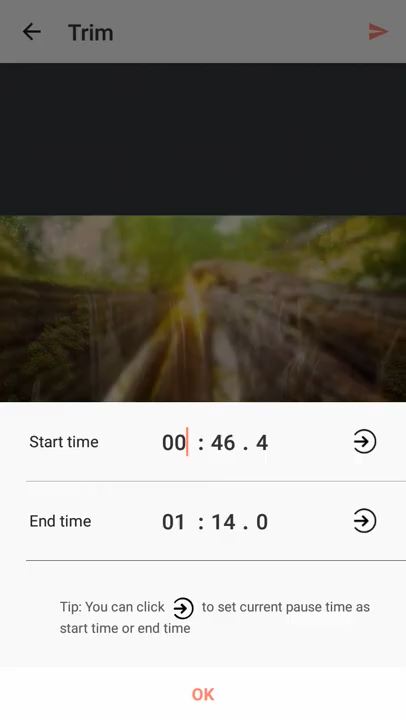 Trim
Start time 00 : 46 . 4
End time 01 : 14 . 0
Tip: You can click to set current pause time as
start time or end time
OK